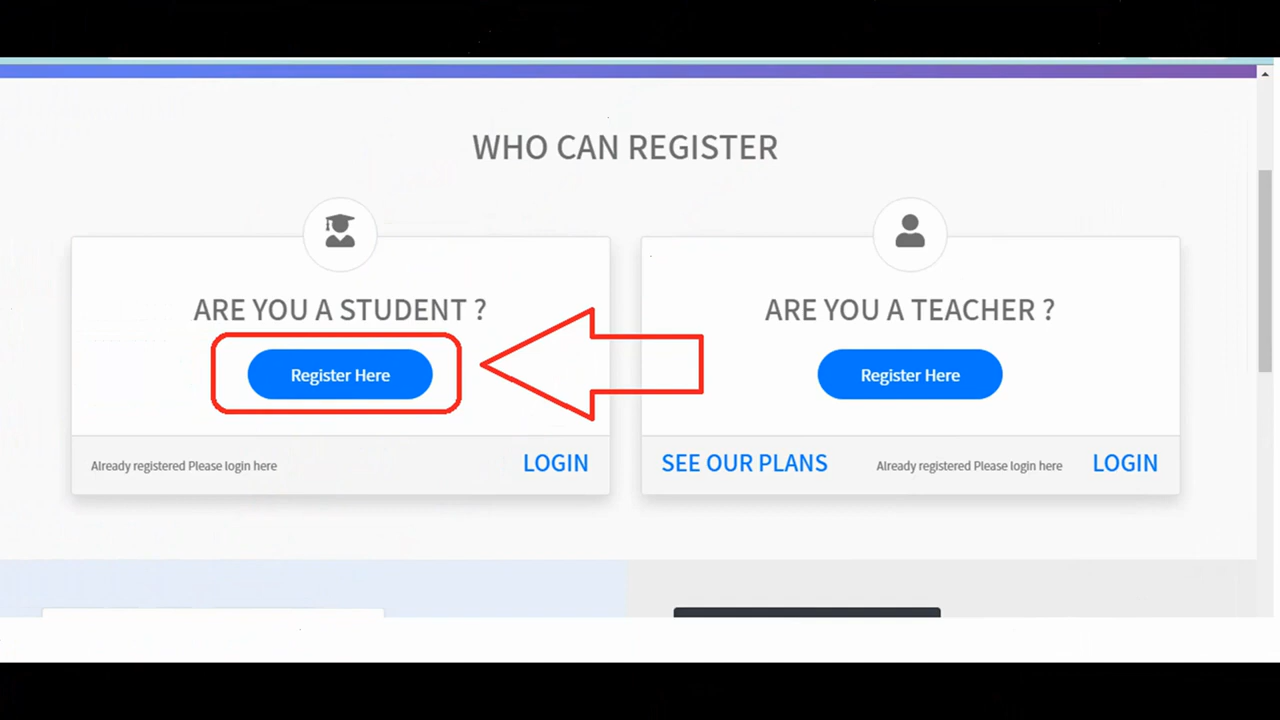 WHO CAN REGISTER
ARE YOU A STUDENT ?
Register Here
Already registered Please login here
LOGIN
ARE YOU A TEACHER ?
Register Here
SEE OUR PLANS
Already registered Please login here
LOGIN